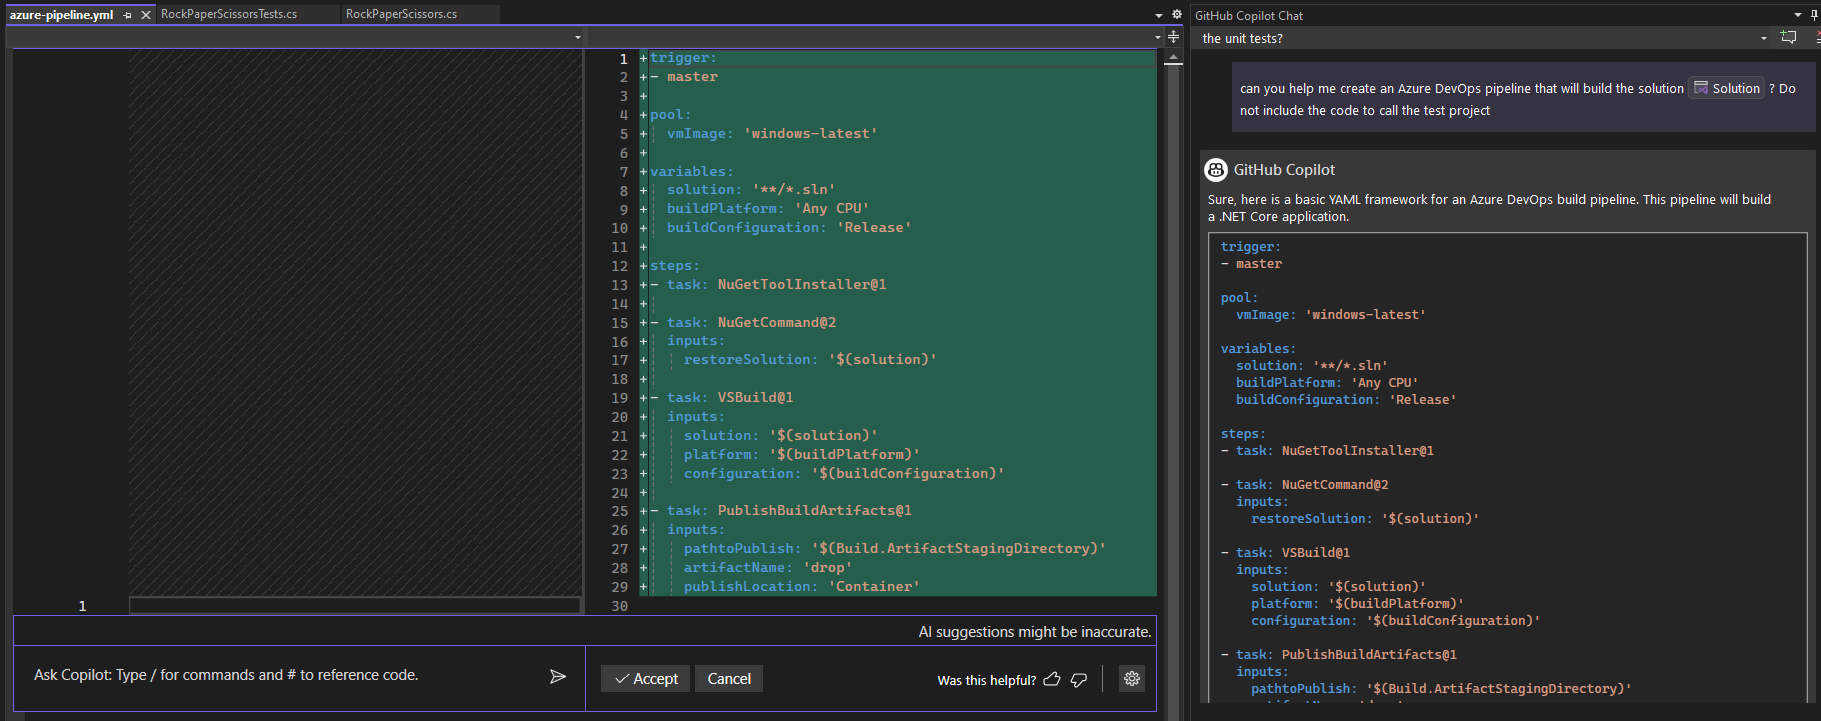 azure-pipeline.yml
RockPaperScissorsTests.cs
RockPaperScissors.cs
1 + trigger:
2 + - master
3 +
4 + pool:
5 + vmImage: 'windows-latest'
6 +
7 + variables:
8 + solution: '**/*.sln'
9 + buildPlatform: 'Any CPU'
10 + buildConfiguration: 'Release'
11 +
12 + steps:
13 + - task: NuGetToolInstaller@1
14 +
15 + - task: NuGetCommand@2
16 + inputs:
17 + restoreSolution: '$(solution)'
18 +
19 + - task: VSBuild@1
20 + inputs:
21 + solution: '$(solution)'
22 + platform: '$(buildPlatform)'
23 + configuration: '$(buildConfiguration)'
24 +
25 + - task: PublishBuildArtifacts@1
26 + inputs:
27 + pathtoPublish: '$(Build.ArtifactStagingDirectory)'
28 + artifactName: 'drop'
29 + publishLocation: 'Container'
1
30
AI suggestions might be inaccurate.
Ask Copilot: Type / for commands and # to reference code.
Accept
Cancel
Was this helpful?
GitHub Copilot Chat
the unit tests?
can you help me create an Azure DevOps pipeline that will build the solution Solution ? Do
not include the code to call the test project
GitHub Copilot
Sure, here is a basic YAML framework for an Azure DevOps build pipeline. This pipeline will build
a .NET Core application.
trigger:
- master
pool:
vmImage: 'windows-latest'
variables:
solution: '**/*.sln'
buildPlatform: 'Any CPU'
buildConfiguration: 'Release'
steps:
- task: NuGetToolInstaller@1
- task: NuGetCommand@2
inputs:
restoreSolution: '$(solution)'
- task: VSBuild@1
inputs:
solution: '$(solution)'
platform: '$(buildPlatform)'
configuration: '$(buildConfiguration)'
- task: PublishBuildArtifacts@1
inputs:
pathtoPublish: '$(Build.ArtifactStagingDirectory)'